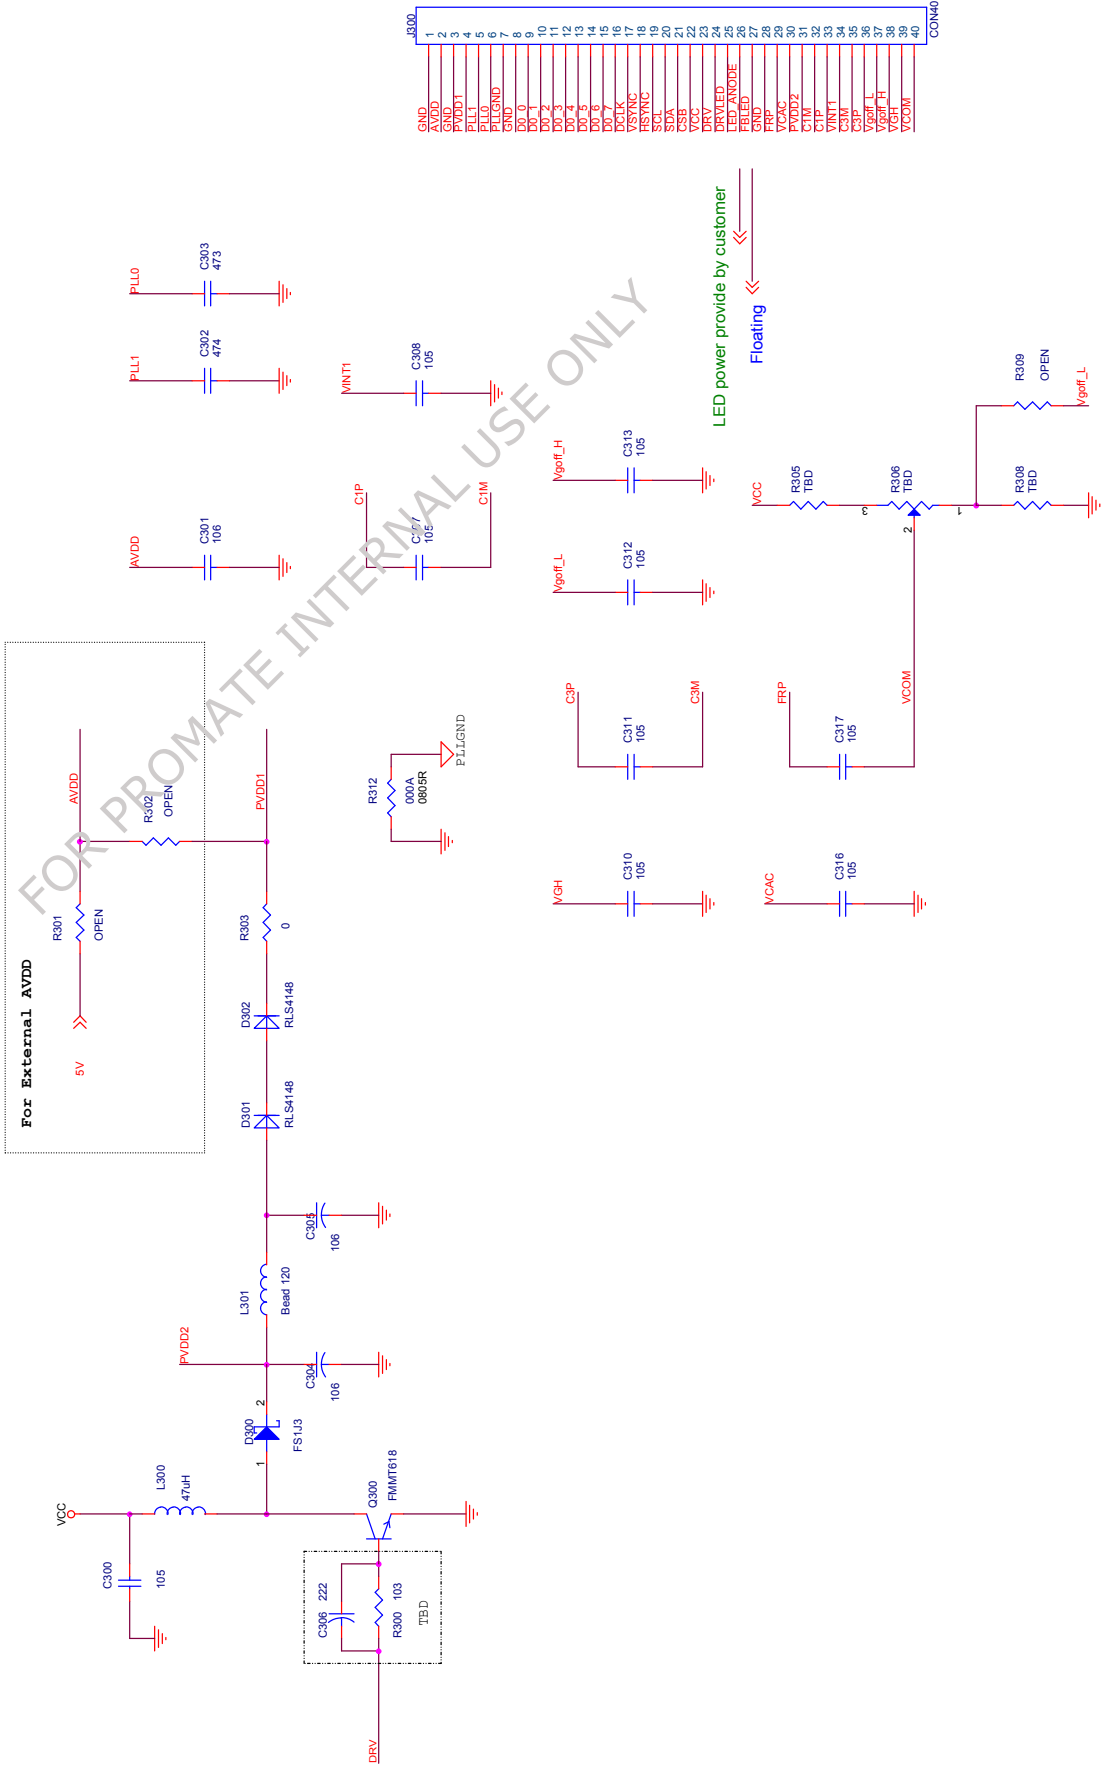 For External AVDD
5V
R301
OPEN
AVDD
R302
OPEN
PVDD1
R303
0
D302
RLS4148
D301
RLS4148
C305
106
L301
Bead 120
PVDD2
C304
106
D300
FS1J3
1
2
VCC
L300
47uH
C300
105
Q300
FMMT618
C306
222
R300
103
TBD
DRV
AVDD
C301
106
PLL1
C302
474
PLL0
C303
473
C1P
105
C1M
VINT1
C308
105
R312
000A
0805R
PLLGND
VGH
C310
105
C3P
C311
105
C3M
Vgoff_L
C312
105
Vgoff_H
C313
105
VCAC
C316
105
FRP
C317
105
VCOM
VCC
R305
TBD
R306
TBD
3
2
1
R308
TBD
R309
OPEN
Vgoff_L
LED power provide by customer
Floating
J300
CON40
GND 1
AVDD 2
GND 3
PVDD1 4
PLL1 5
PLL0 6
PLLGND 7
GND 8
D0_0 9
D0_1 10
D0_2 11
D0_3 12
D0_4 13
D0_5 14
D0_6 15
D0_7 16
DCLK 17
VSYNC 18
HSYNC 19
SCL 20
SDA 21
CSB 22
VCC 23
DRV 24
DRVLED 25
LED_ANODE 26
FBLED 27
GND 28
FRP 29
VCAC 30
PVDD2 31
C1M 32
C1P 33
VINT1 34
C3M 35
C3P 36
Vgoff_L 37
Vgoff_H 38
VGH 39
VCOM 40
FOR PROMATE INTERNAL USE ONLY